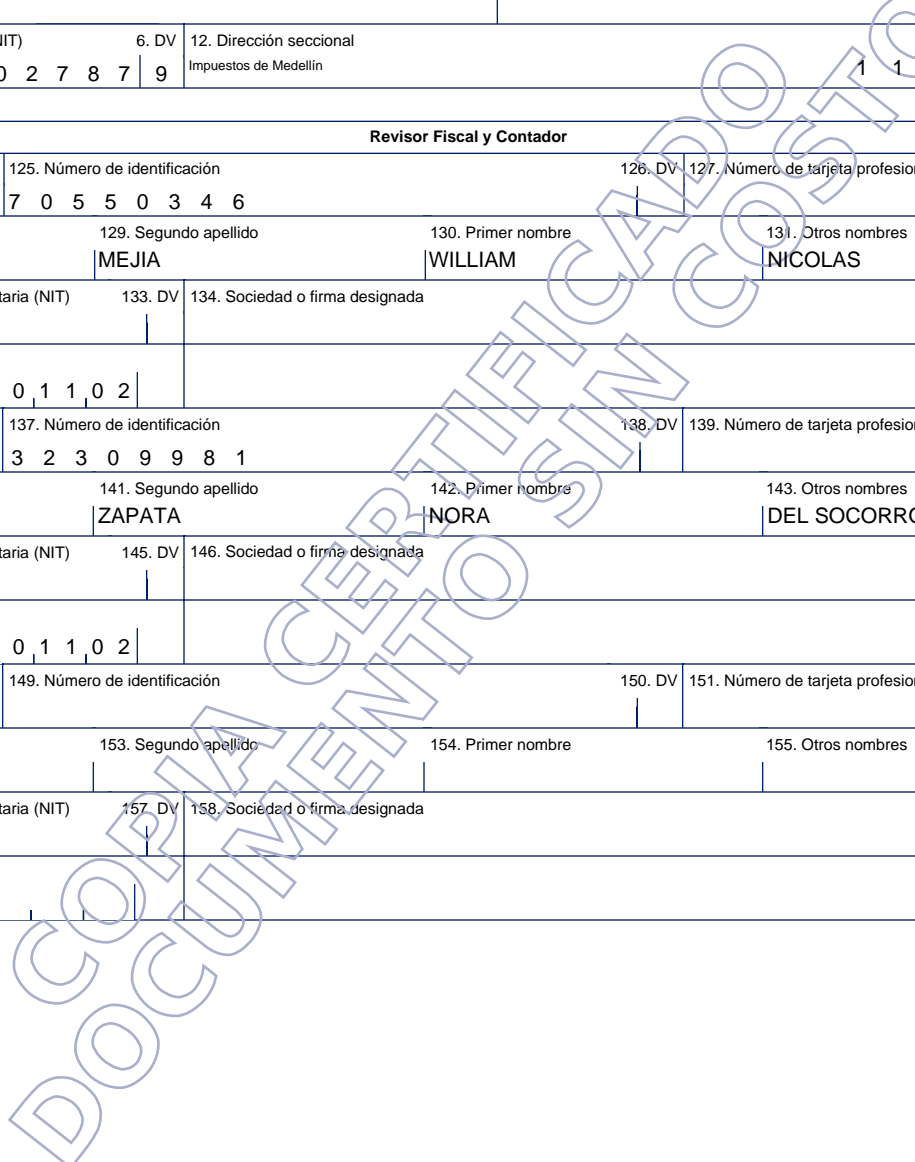 NIT) 6. DV 12. Dirección seccional
0 2 7 8 7 9 Impuestos de Medellín 1 1
Revisor Fiscal y Contador
125. Número de identificación 126. DV 127. Número de tarjeta profesion
7 0 5 5 0 3 4 6
129. Segundo apellido 130. Primer nombre 131. Otros nombres
MEJIA WILLIAM NICOLAS
taria (NIT) 133. DV 134. Sociedad o firma designada
0 1 1 0 2
137. Número de identificación 138. DV 139. Número de tarjeta profesion
3 2 3 0 9 9 8 1
141. Segundo apellido 142. Primer nombre 143. Otros nombres
ZAPATA NORA DEL SOCORRO
taria (NIT) 145. DV 146. Sociedad o firma designada
0 1 1 0 2
149. Número de identificación 150. DV 151. Número de tarjeta profesion
153. Segundo apellido 154. Primer nombre 155. Otros nombres
taria (NIT) 157. DV 158. Sociedad o firma designada
COPIA CERTIFICADO
DOCUMENTO SIN COSTO